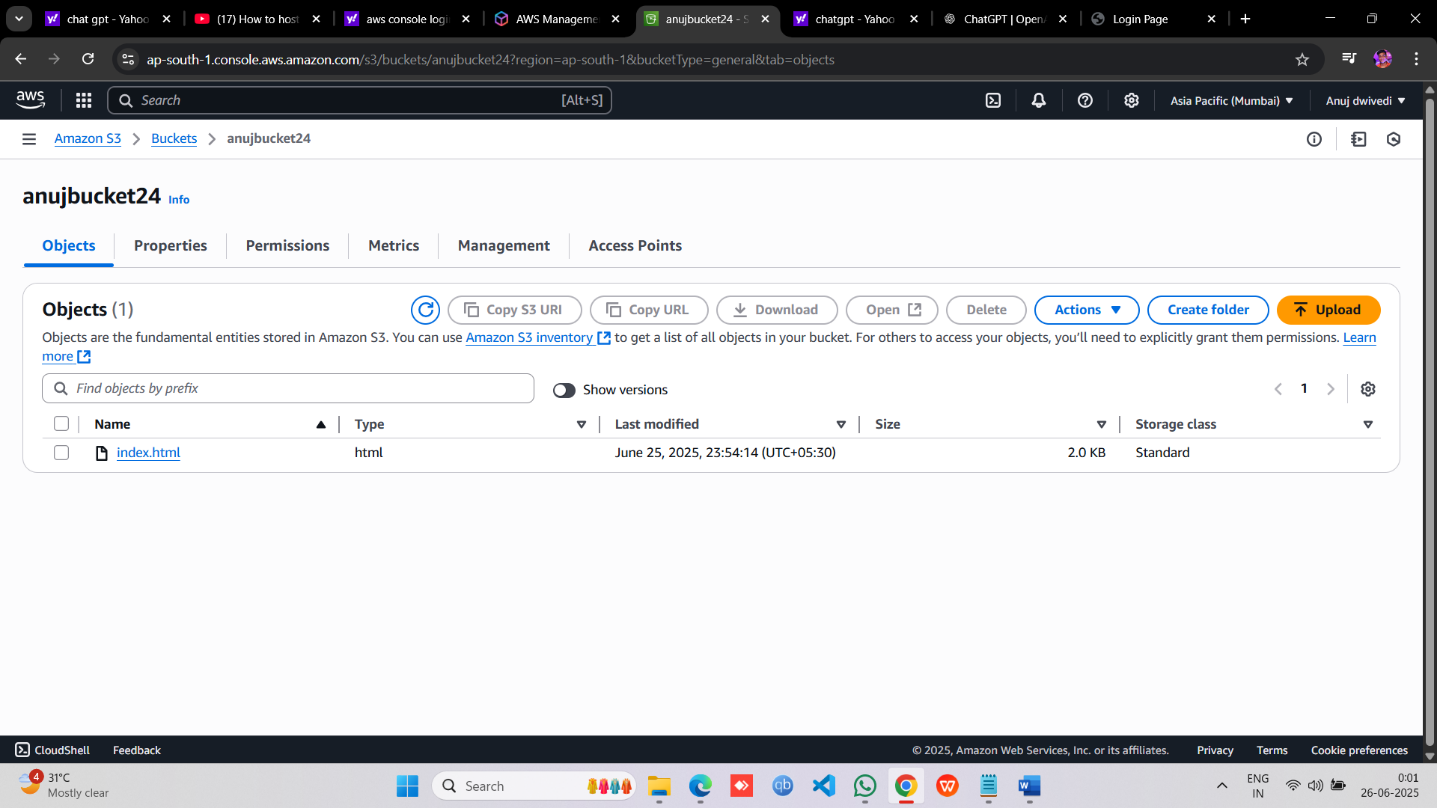 chat gpt - Yahoo
(17) How to host
aws console logi
AWS Manageme
anujbucket24 - S
chatgpt - Yahoo
ChatGPT | OpenA
Login Page
ap-south-1.console.aws.amazon.com/s3/buckets/anujbucket24?region=ap-south-1&bucketType=general&tab=objects
aws
Search [Alt+S]
Asia Pacific (Mumbai)
Anuj dwivedi
Amazon S3
Buckets
anujbucket24
anujbucket24 Info
Objects
Properties
Permissions
Metrics
Management
Access Points
Objects (1)
Copy S3 URI
Copy URL
Download
Open
Delete
Actions
Create folder
Upload
Objects are the fundamental entities stored in Amazon S3. You can use Amazon S3 inventory to get a list of all objects in your bucket. For others to access your objects, you'll need to explicitly grant them permissions. Learn
more
Find objects by prefix
Show versions
1
Name Type Last modified Size Storage class
index.html html June 25, 2025, 23:54:14 (UTC+05:30) 2.0 KB Standard
CloudShell Feedback © 2025, Amazon Web Services, Inc. or its affiliates. Privacy Terms Cookie preferences
4
31°C
Mostly clear
Search
qb
W
W
ENG
IN
0:01
26-06-2025